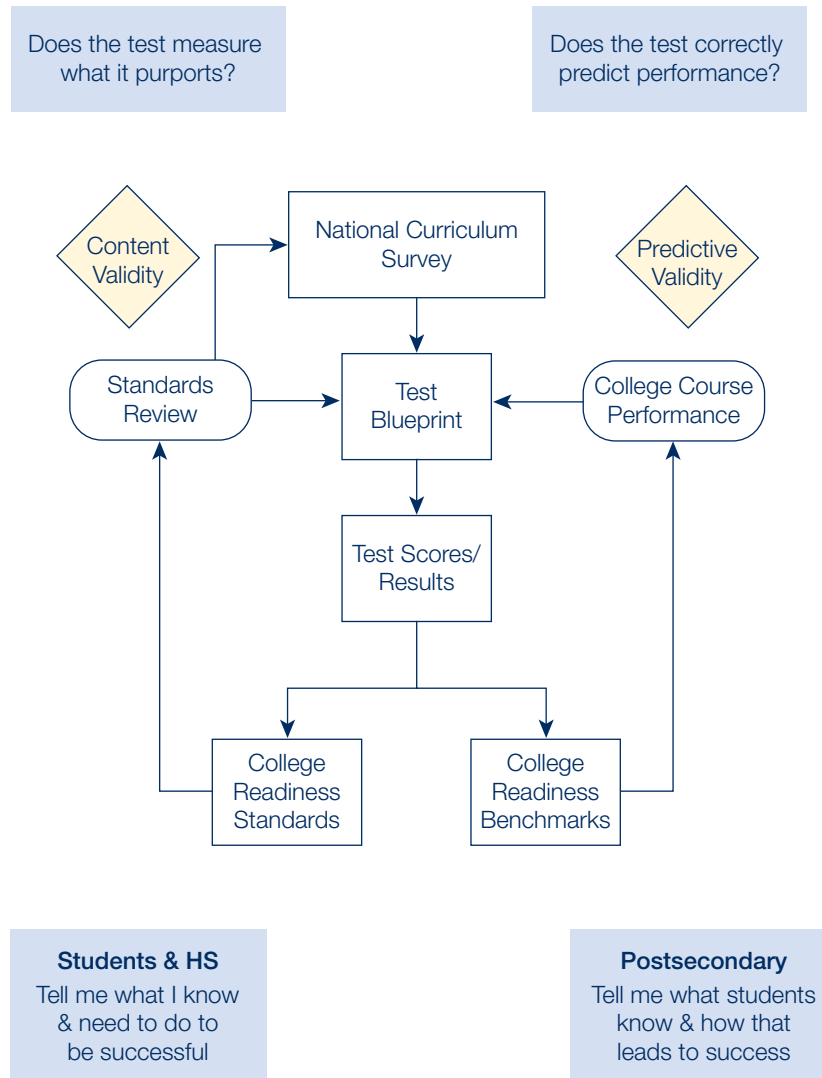 Does the test measure
what it purports?
Does the test correctly
predict performance?
Content
Validity
National Curriculum
Survey
Predictive
Validity
Standards
Review
Test
Blueprint
College Course
Performance
Test Scores/
Results
College
Readiness
Standards
College
Readiness
Benchmarks
Students & HS
Tell me what I know
& need to do to
be successful
Postsecondary
Tell me what students
know & how that
leads to success